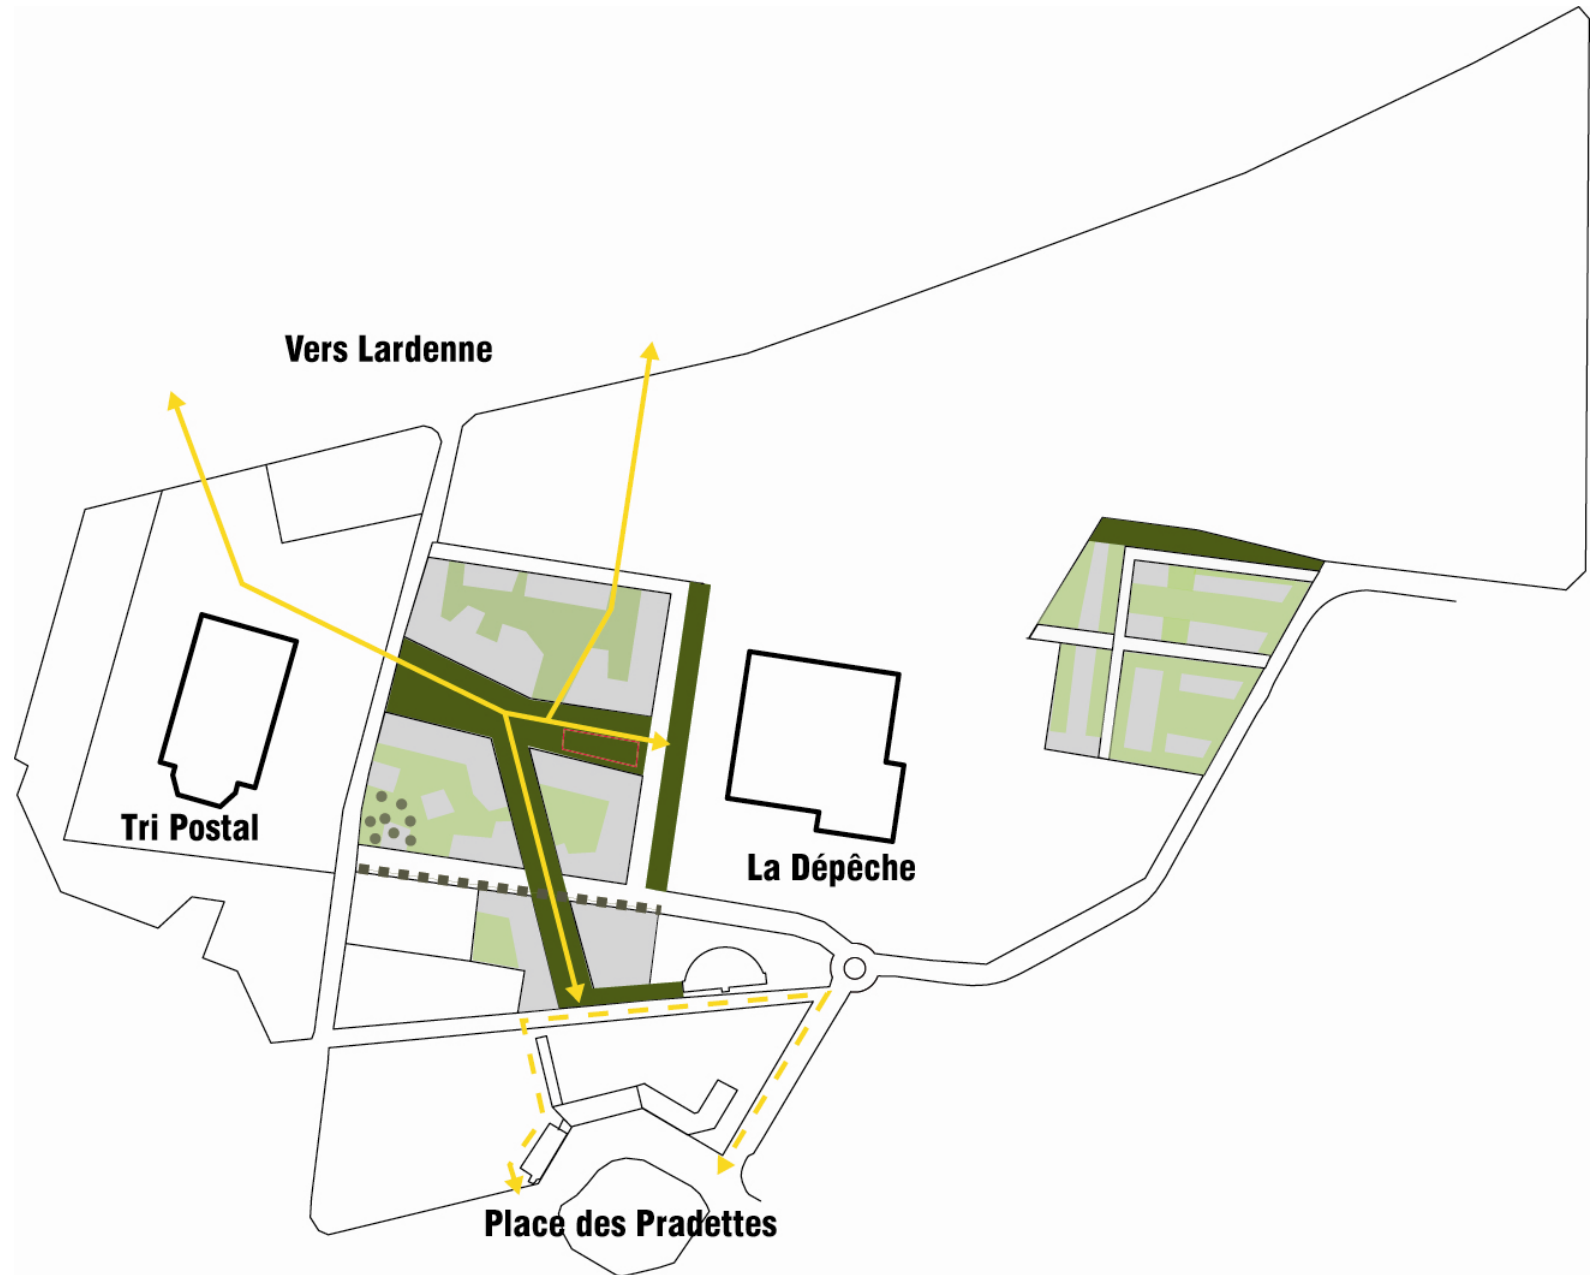 Vers Lardenne
Tri Postal
La Dépêche
Place des Pradettes